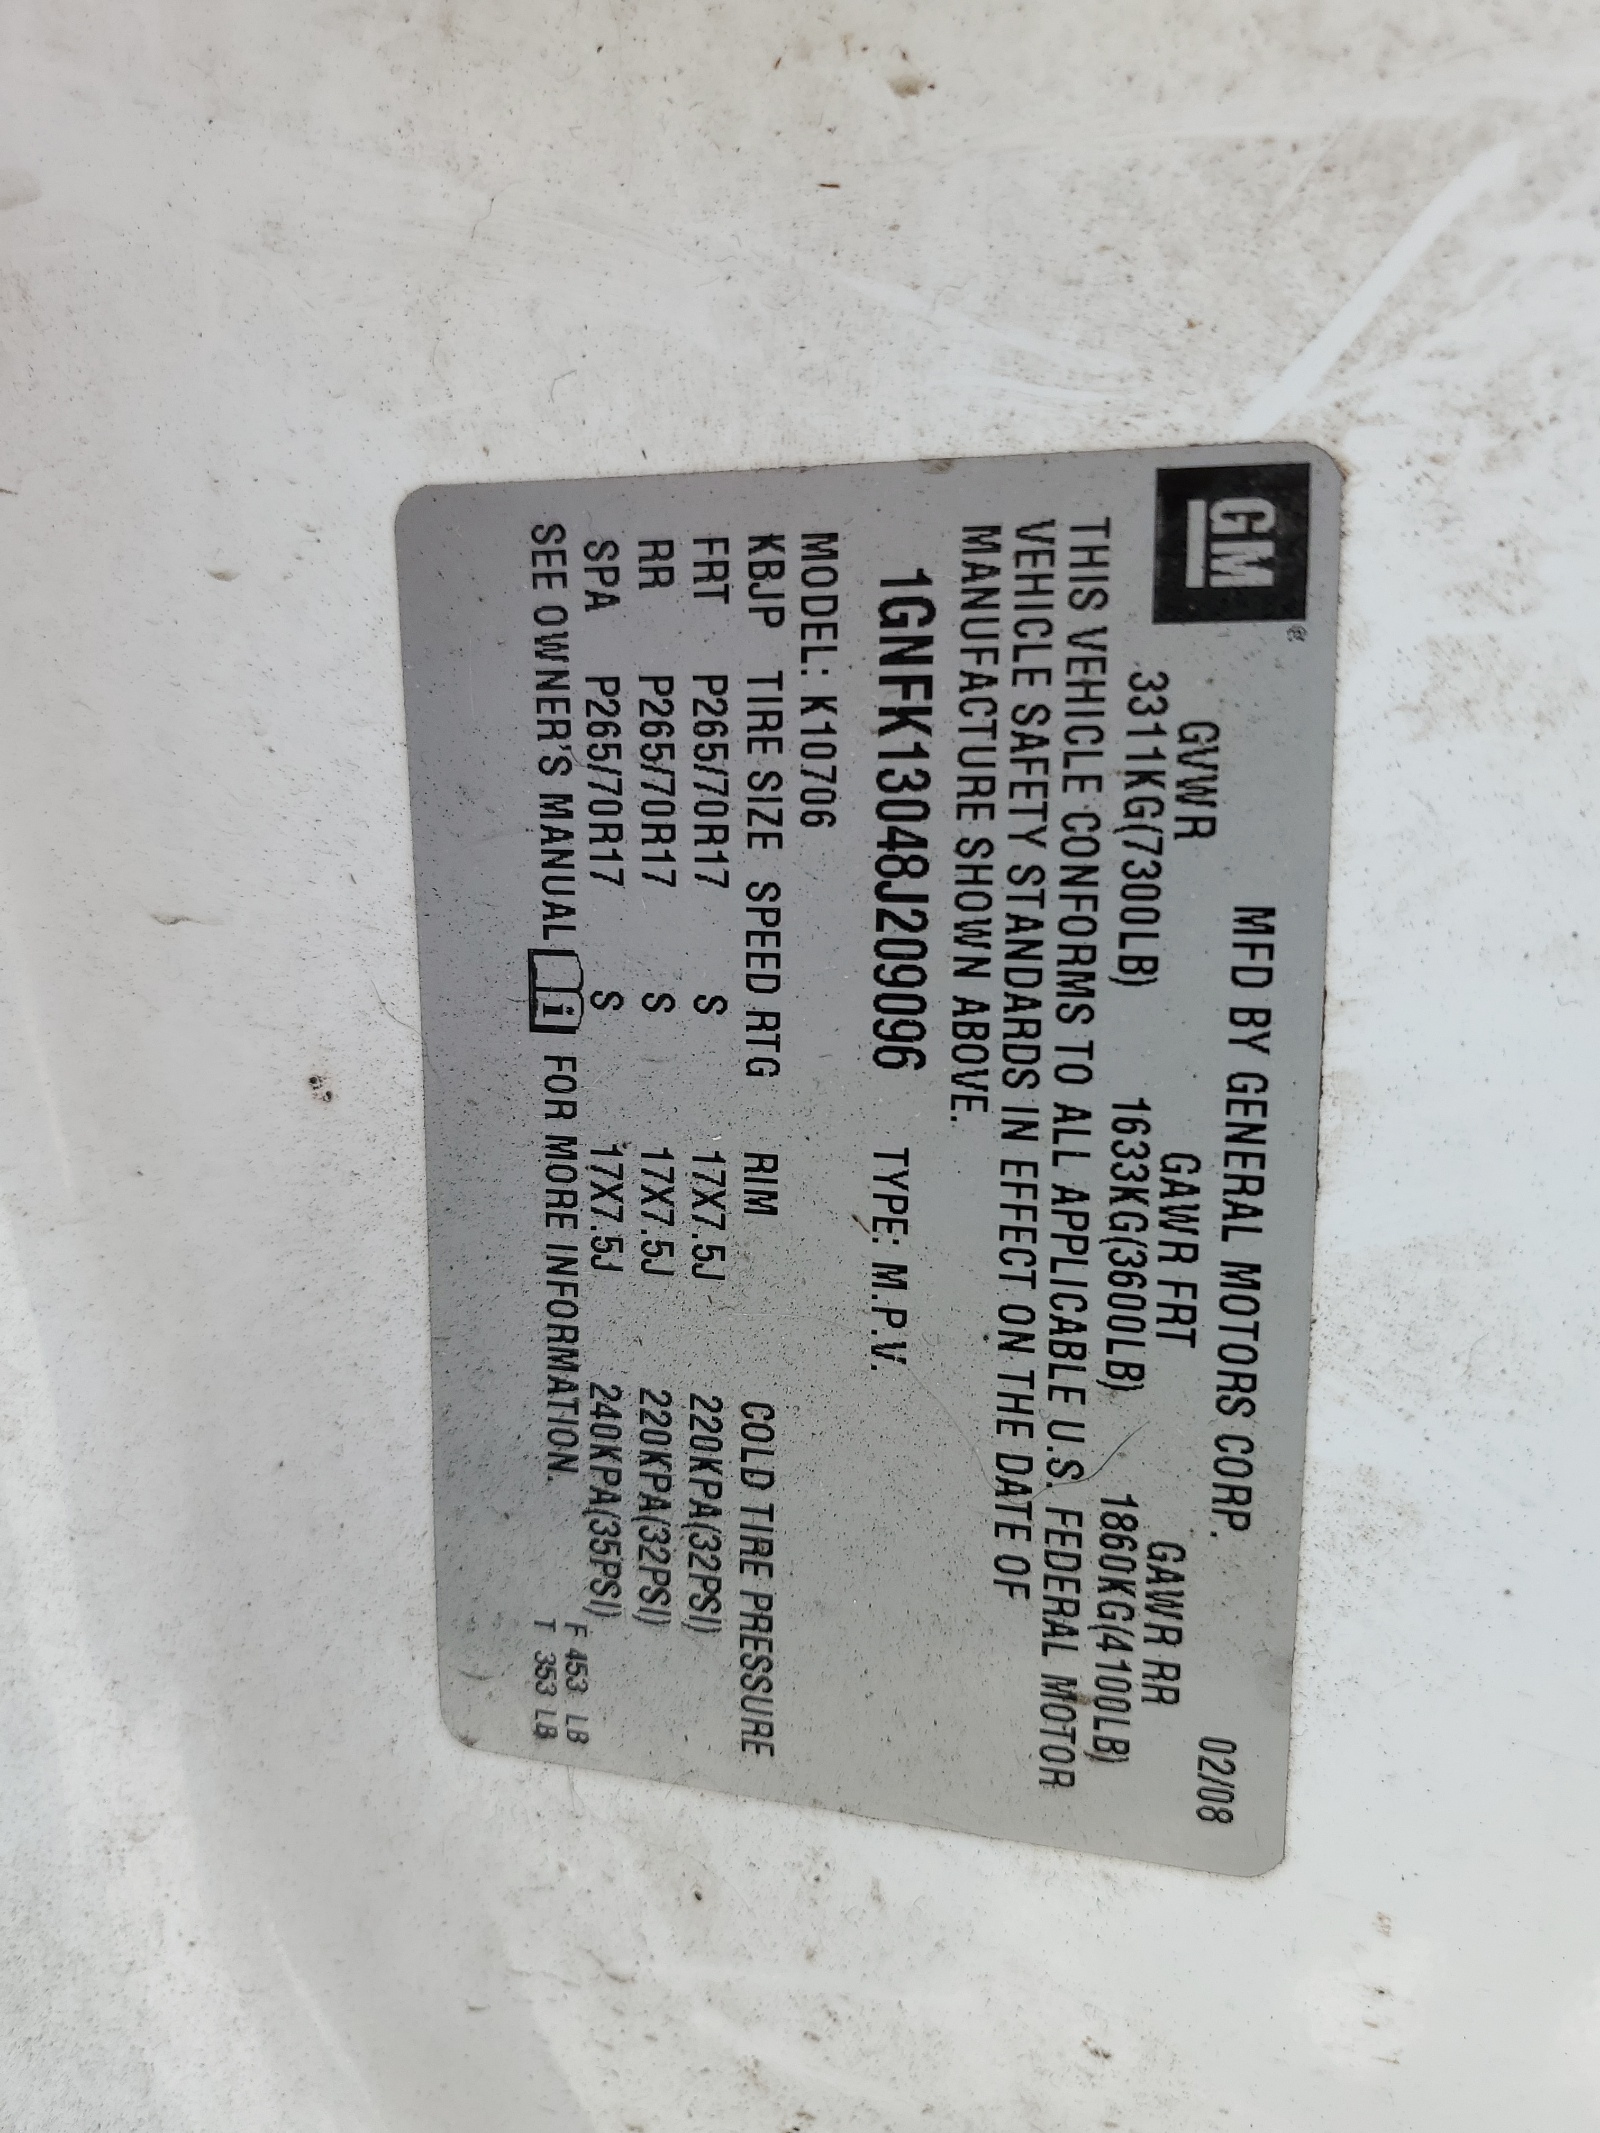 GM®
MFD BY GENERAL MOTORS CORP. 02/08
GVWR GAWR FRT GAWR RR
3311KG(7300LB) 1633KG(3600LB) 1860KG(4100LB)
THIS VEHICLE CONFORMS TO ALL APPLICABLE U.S. FEDERAL MOTOR
VEHICLE SAFETY STANDARDS IN EFFECT ON THE DATE OF
MANUFACTURE SHOWN ABOVE.
1GNFK13048J209096 TYPE: M.P.V.
MODEL: K10706
KBJP TIRE SIZE SPEED RTG RIM COLD TIRE PRESSURE
FRT P265/70R17 S 17X7.5J 220KPA(32PSI)
RR P265/70R17 S 17X7.5J 220KPA(32PSI)
SPA P265/70R17 S 17X7.5J 240KPA(35PSI)
SEE OWNER'S MANUAL i FOR MORE INFORMATION.
F 453 LB
T 353 LB